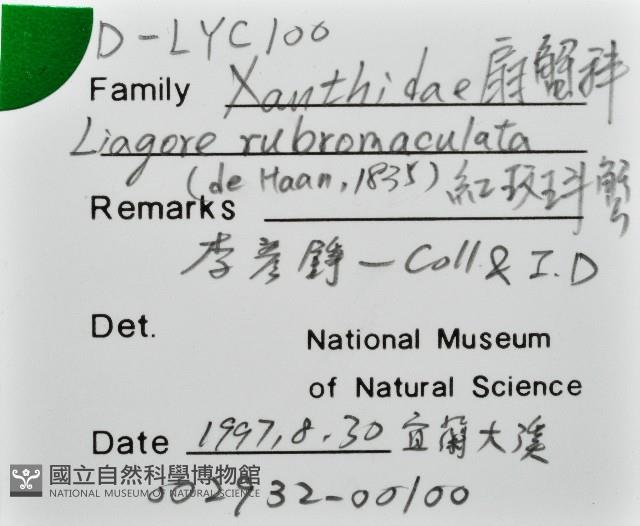 D-LYC100
Family Xanthidae 扇蟹科
Liagore rubromaculata
(de Haan, 1835) 紅斑玤蟹
Remarks
李彥錚-Coll. & I.D
Det. National Museum
of Natural Science
Date 1997,8.30 宜蘭大溪
國立自然科學博物館
NATIONAL MUSEUM OF NATURAL SCIENCE
002932-00100